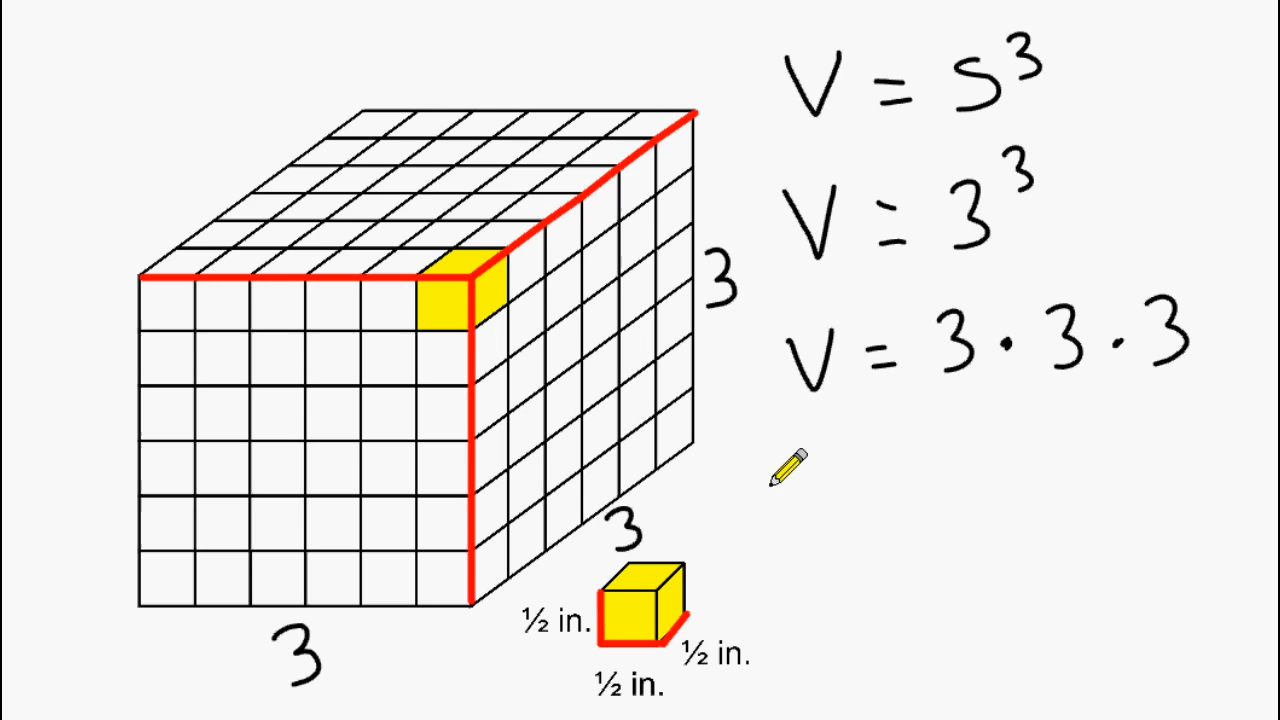 V = S³
V = 3³
V = 3 · 3 · 3
3
3
3
½ in.
½ in.
½ in.